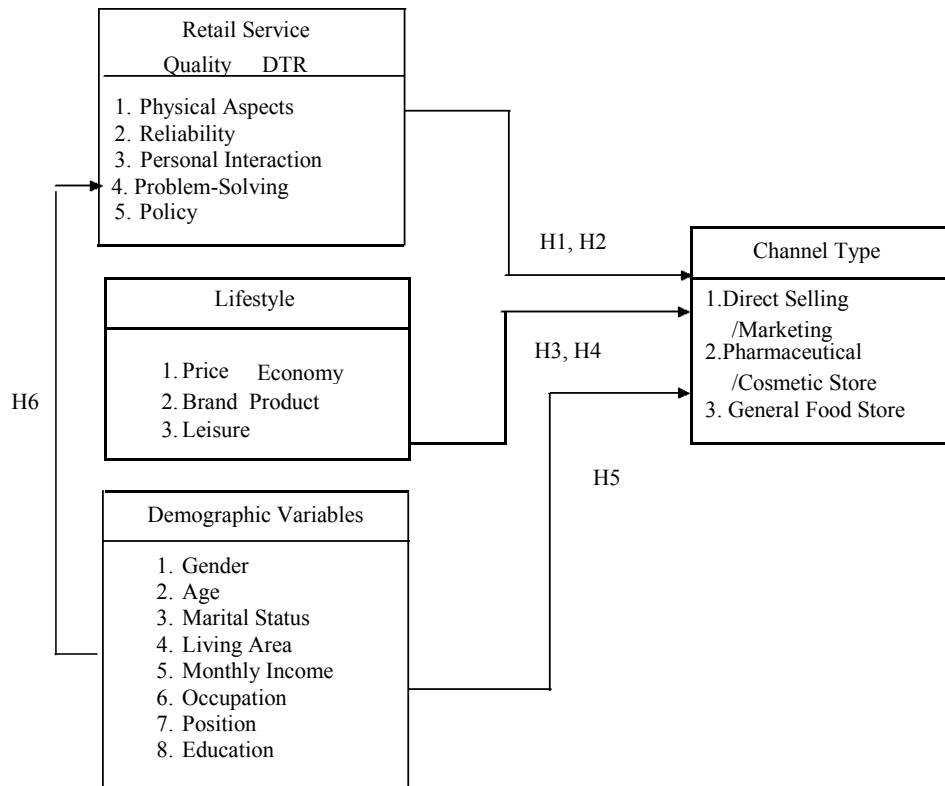 Retail Service
Quality DTR
1. Physical Aspects
2. Reliability
3. Personal Interaction
4. Problem-Solving
5. Policy
H1, H2
Channel Type
1.Direct Selling
/Marketing
2.Pharmaceutical
/Cosmetic Store
3. General Food Store
Lifestyle
1. Price Economy
2. Brand Product
3. Leisure
H3, H4
H6
H5
Demographic Variables
1. Gender
2. Age
3. Marital Status
4. Living Area
5. Monthly Income
6. Occupation
7. Position
8. Education